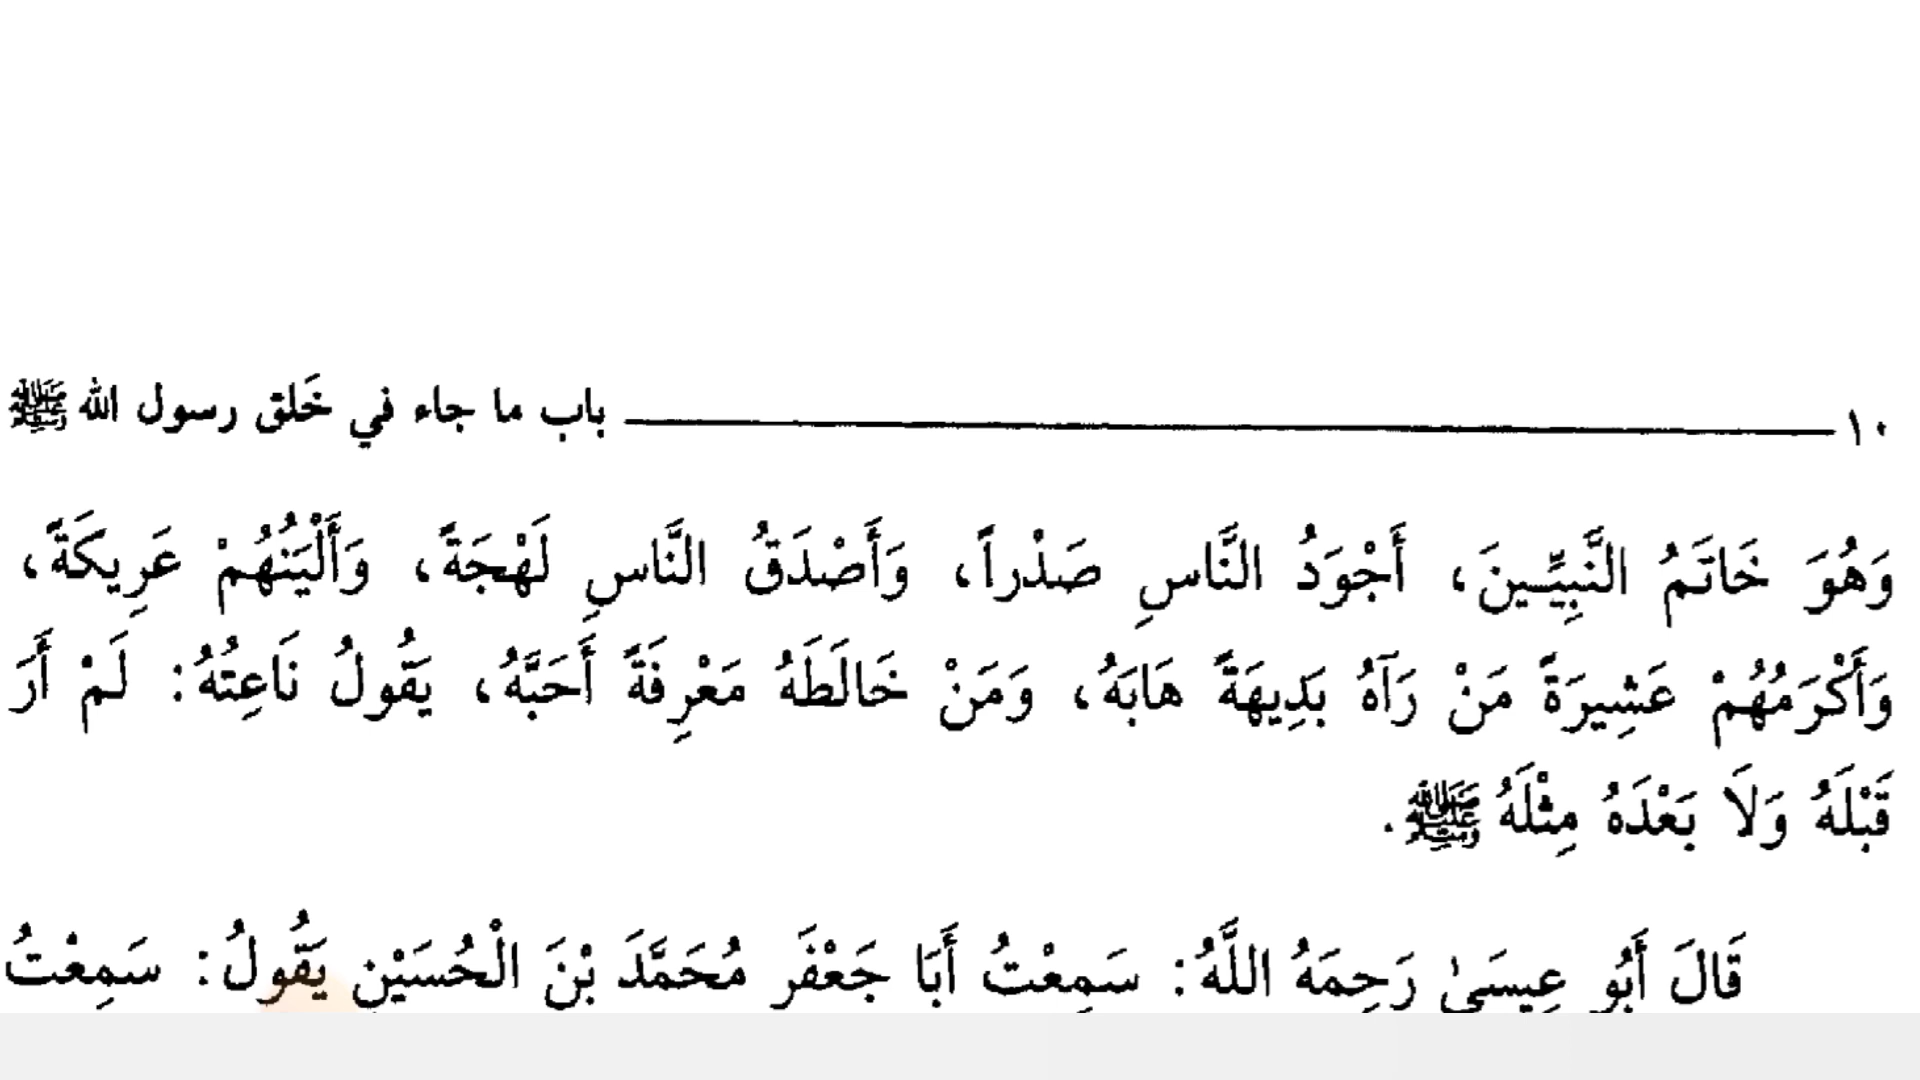 ١٠ باب ما جاء في خَلق رسول الله ﷺ
وَهُوَ خَاتَمُ النَّبِيِّينَ، أَجْوَدُ النَّاسِ صَدْراً، وَأَصْدَقُ النَّاسِ لَهْجَةً، وَأَلْيَنُهُمْ عَرِيكَةً،
وَأَكْرَمُهُمْ عَشِيرَةً مَنْ رَآهُ بَدِيهَةً هَابَهُ، وَمَنْ خَالَطَهُ مَعْرِفَةً أَحَبَّهُ، يَقُولُ نَاعِتُهُ: لَمْ أَرَ
قَبْلَهُ وَلَا بَعْدَهُ مِثْلَهُ ﷺ.
قَالَ أَبُو عِيسَىٰ رَحِمَهُ اللَّهُ: سَمِعْتُ أَبَا جَعْفَر مُحَمَّدَ بْنَ الْحُسَيْنِ يَقُولُ: سَمِعْتُ